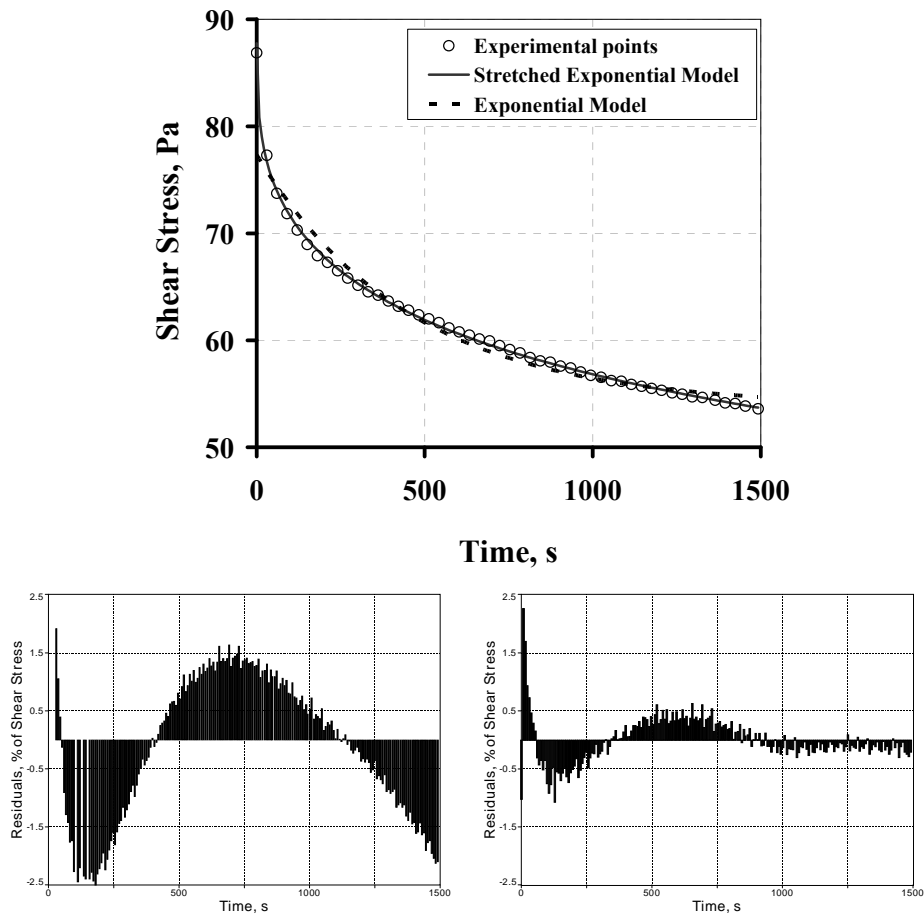 90
80
70
60
50
Shear Stress, Pa
Experimental points
Stretched Exponential Model
Exponential Model
0 500 1000 1500
Time, s
2.5
1.5
0.5
-0.5
-1.5
-2.5
Residuals, % of Shear Stress
0 500 1000 1500
Time, s
2.5
1.5
0.5
-0.5
-1.5
-2.5
Residuals, % of Shear Stress
0 500 1000 1500
Time, s